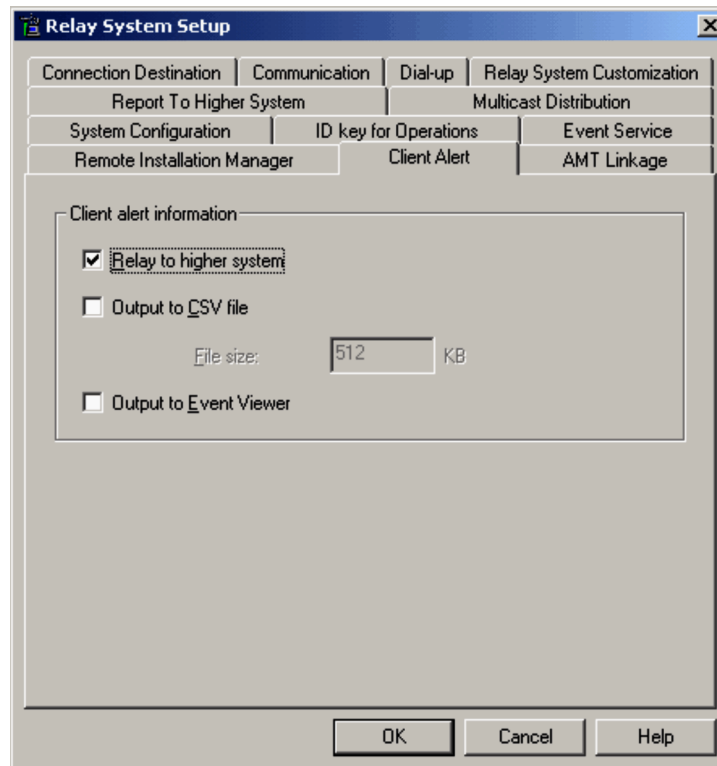 Relay System Setup
Connection Destination Communication Dial-up Relay System Customization
Report To Higher System Multicast Distribution
System Configuration ID key for Operations Event Service
Remote Installation Manager Client Alert AMT Linkage
Client alert information
Relay to higher system
Output to CSV file
File size: 512 KB
Output to Event Viewer
OK Cancel Help